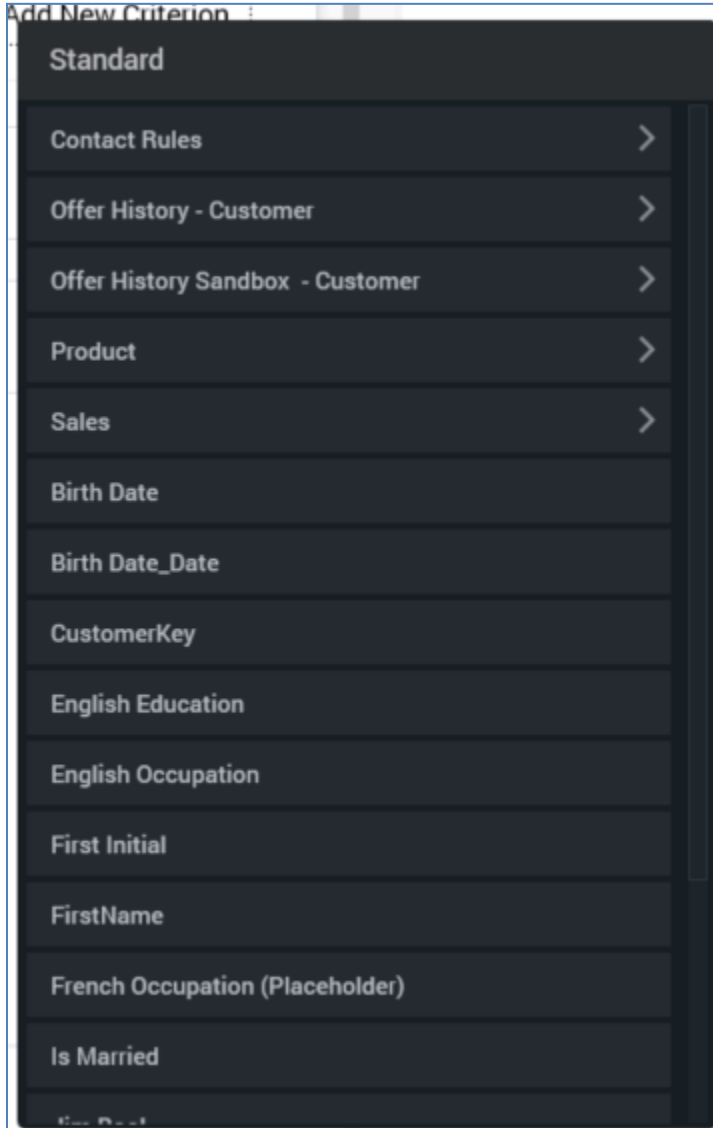 Add New Criterion
Standard
Contact Rules
Offer History - Customer
Offer History Sandbox  - Customer
Product
Sales
Birth Date
Birth Date_Date
CustomerKey
English Education
English Occupation
First Initial
FirstName
French Occupation (Placeholder)
Is Married